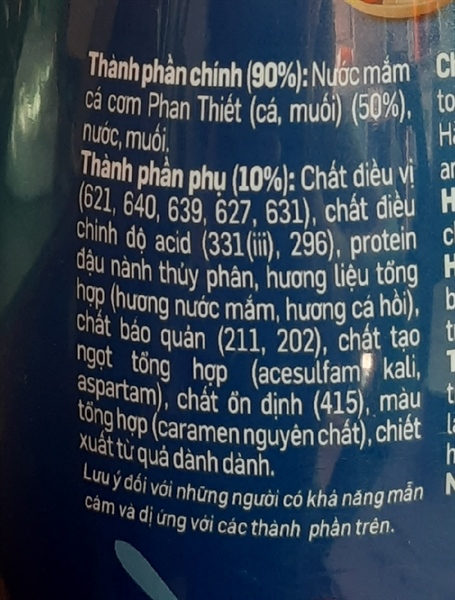 Thành phần chính (90%): Nước mắm
cá cơm Phan Thiết (cá, muối) (50%),
nước, muối.
Thành phần phụ (10%): Chất điều vị
(621, 640, 639, 627, 631), chất điều
chỉnh độ acid (331(iii), 296), protein
đậu nành thủy phân, hương liệu tổng
hợp (hương nước mắm, hương cá hồi),
chất bảo quản (211, 202), chất tạo
ngọt tổng hợp (acesulfam kali,
aspartam), chất ổn định (415), màu
tổng hợp (caramen nguyên chất), chiết
xuất từ quả dành dành.
Lưu ý đối với những người có khả năng mẫn
cảm và dị ứng với các thành phần trên.